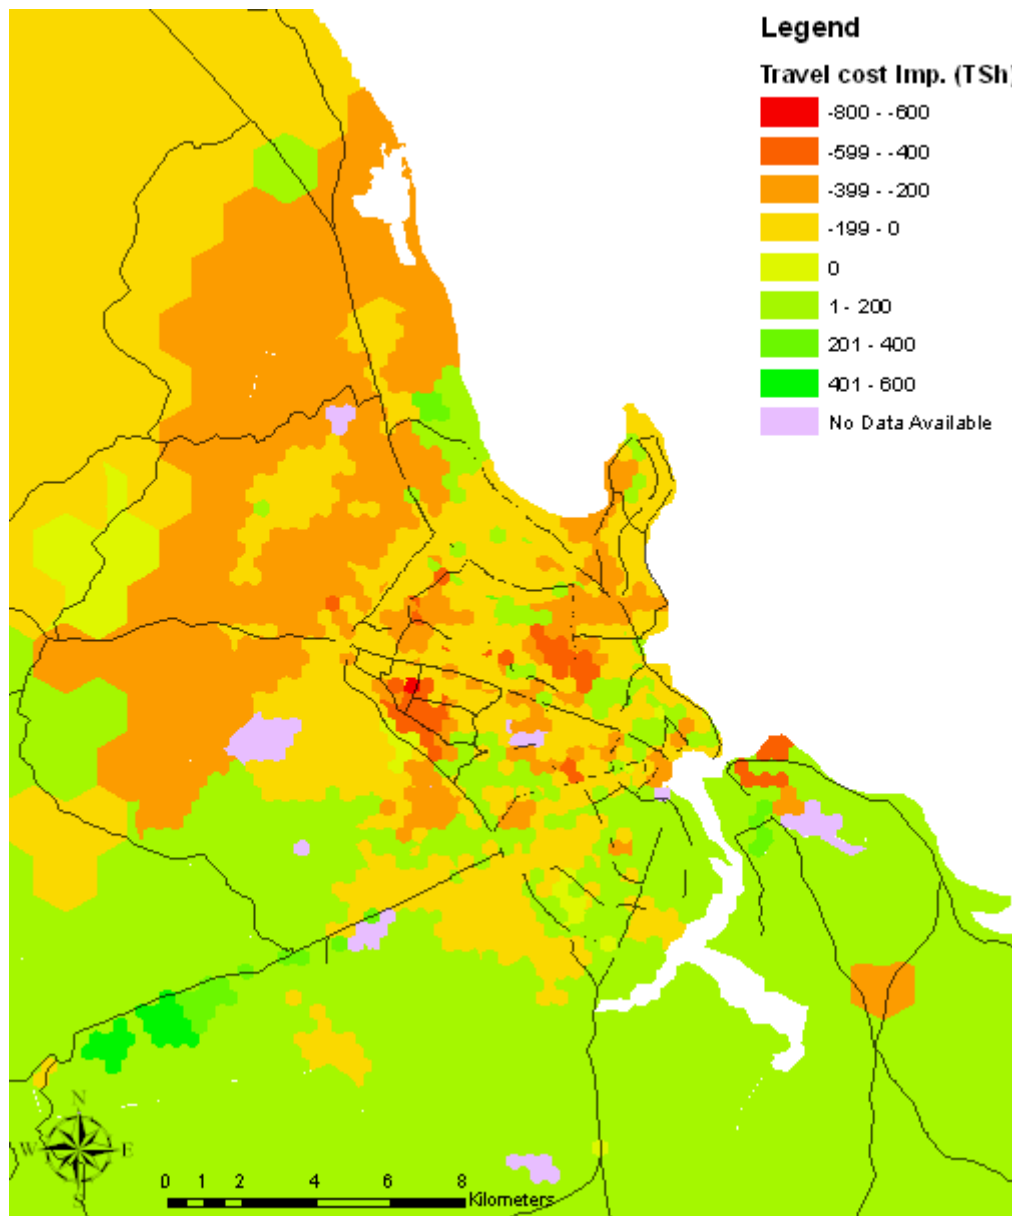 Legend
Travel cost Imp. (TSh)
-800 - -600
-599 - -400
-399 - -200
-199 - 0
0
1 - 200
201 - 400
401 - 600
No Data Available
N
W E
S
0 1 2 4 6 8
Kilometers